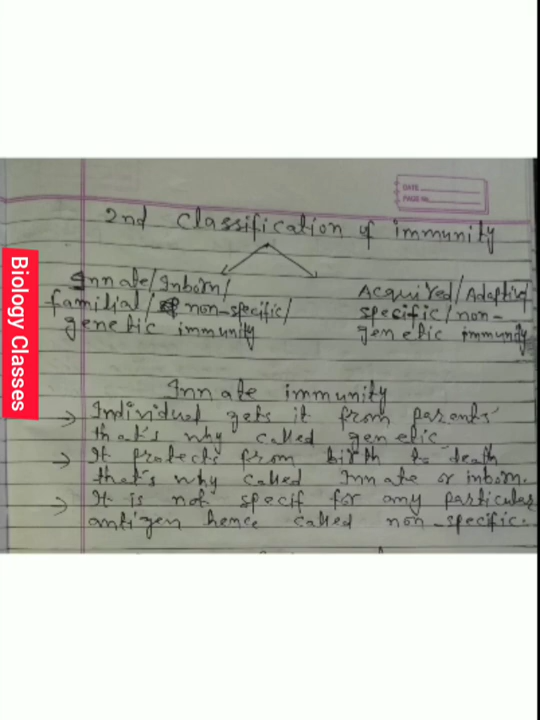 DATE
PAGE No.
2nd Classification of immunity
Innate/Inborn/
familial/ non-specific/
genetic immunity
Acquired/Adaptive
specific/non-
genetic immunity
Biology Classes
Innate immunity
→ Individual gets it from parents
that's why called genetic
→ It protects from birth to death
that's why called Innate or inborn.
→ It is not specif for any particular
antigen hence called non-specific.